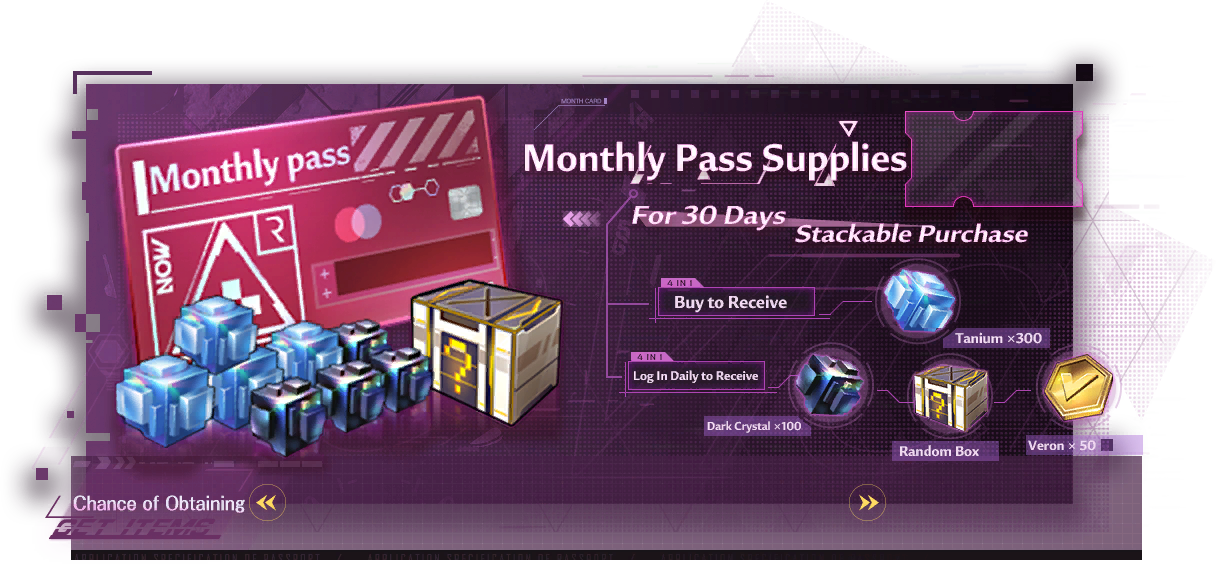 MONTH CARD
Monthly pass
NOW
R
Monthly Pass Supplies
For 30 Days
Stackable Purchase
4 IN 1
Buy to Receive
Tanium ×300
4 IN 1
Log In Daily to Receive
Dark Crystal ×100
Random Box
Veron × 50
Chance of Obtaining
GET ITEMS
APPLICATION SPECIFICATION OF PASSPORT / APPLICATION SPECIFICATION OF PASSPORT / APPLICATION